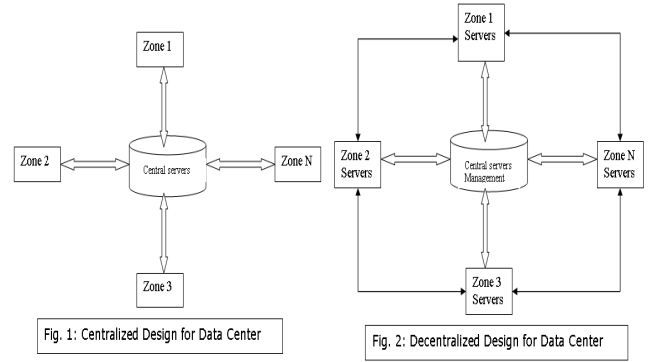 Zone 1
Zone 2
Central servers
Zone N
Zone 3
Fig. 1: Centralized Design for Data Center
Zone 1
Servers
Zone 2
Servers
Central servers
Management
Zone N
Servers
Zone 3
Servers
Fig. 2: Decentralized Design for Data Center